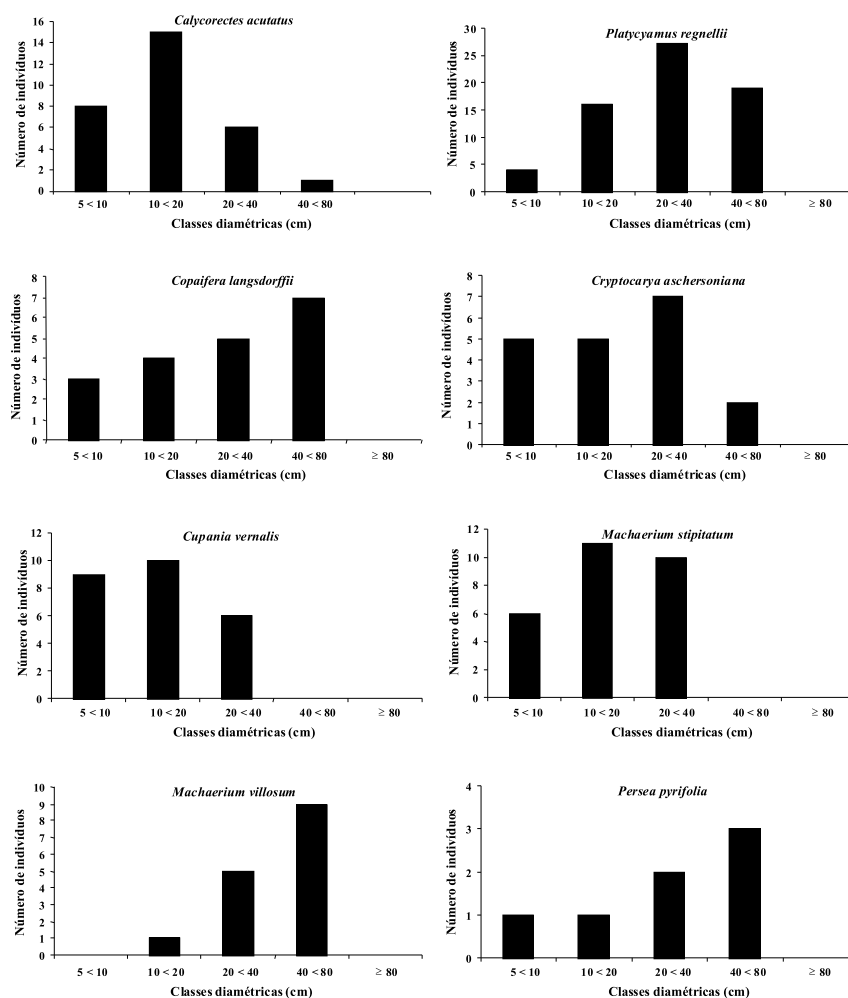 Calycorectes acutatus
Número de indivíduos
16
14
12
10
8
6
4
2
0
5 < 10 10 < 20 20 < 40 40 < 80
Classes diamétricas (cm)
Platycyamus regnellii
Número de indivíduos
30
25
20
15
10
5
0
5 < 10 10 < 20 20 < 40 40 < 80 ≥ 80
Classes diamétricas (cm)
Copaifera langsdorffii
Número de indivíduos
8
7
6
5
4
3
2
1
0
5 < 10 10 < 20 20 < 40 40 < 80 ≥ 80
Classes diamétricas (cm)
Cryptocarya aschersoniana
Número de indivíduos
8
7
6
5
4
3
2
1
0
5 < 10 10 < 20 20 < 40 40 < 80 ≥ 80
Classes diamétricas (cm)
Cupania vernalis
Número de indivíduos
12
10
8
6
4
2
0
5 < 10 10 < 20 20 < 40 40 < 80 ≥ 80
Classes diamétricas (cm)
Machaerium stipitatum
Número de indivíduos
12
10
8
6
4
2
0
5 < 10 10 < 20 20 < 40 40 < 80 ≥ 80
Classes diamétricas (cm)
Machaerium villosum
Número de indivíduos
10
9
8
7
6
5
4
3
2
1
0
5 < 10 10 < 20 20 < 40 40 < 80 ≥ 80
Classes diamétricas (cm)
Persea pyrifolia
Número de indivíduos
4
3
2
1
0
5 < 10 10 < 20 20 < 40 40 < 80 ≥ 80
Classes diamétricas (cm)